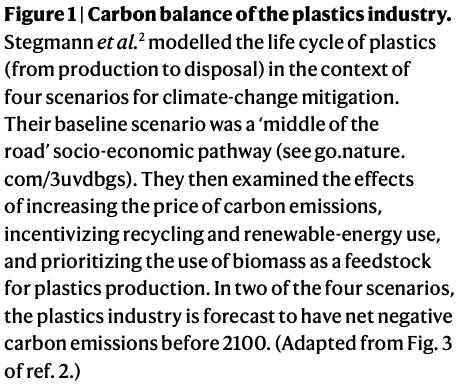 Figure 1 | Carbon balance of the plastics industry.
Stegmann et al.² modelled the life cycle of plastics
(from production to disposal) in the context of
four scenarios for climate-change mitigation.
Their baseline scenario was a ‘middle of the
road’ socio-economic pathway (see go.nature.
com/3uvdbgs). They then examined the effects
of increasing the price of carbon emissions,
incentivizing recycling and renewable-energy use,
and prioritizing the use of biomass as a feedstock
for plastics production. In two of the four scenarios,
the plastics industry is forecast to have net negative
carbon emissions before 2100. (Adapted from Fig. 3
of ref. 2.)